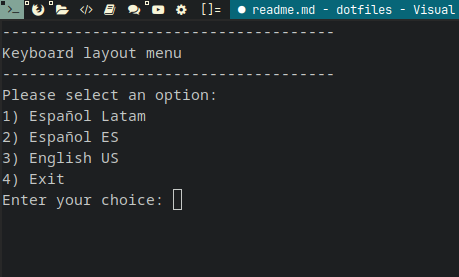 >_ </> []= ● readme.md - dotfiles - Visual
-------------------------------------
Keyboard layout menu
-------------------------------------
Please select an option:
1) Español Latam
2) Español ES
3) English US
4) Exit
Enter your choice: